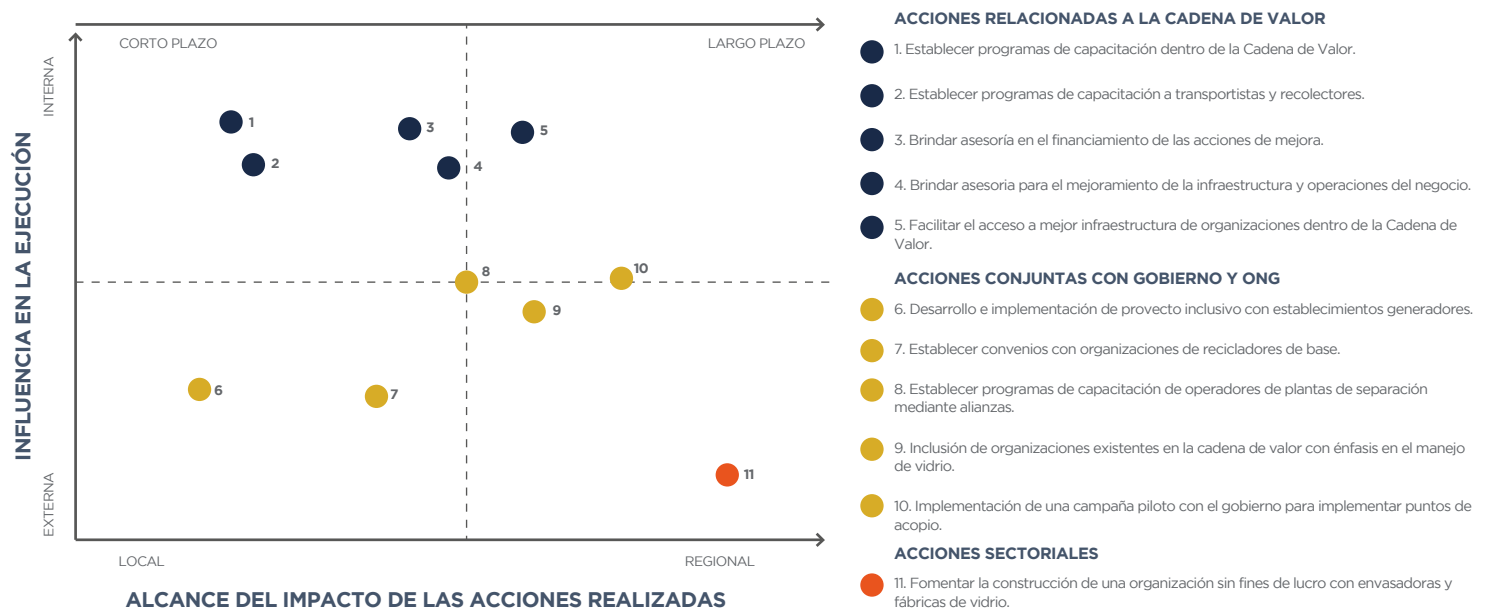 CORTO PLAZO
LARGO PLAZO
INTERNA
INFLUENCIA EN LA EJECUCIÓN
EXTERNA
1
2
3
4
5
8
10
9
6
7
11
LOCAL
REGIONAL
ALCANCE DEL IMPACTO DE LAS ACCIONES REALIZADAS
ACCIONES RELACIONADAS A LA CADENA DE VALOR
1. Establecer programas de capacitación dentro de la Cadena de Valor.
2. Establecer programas de capacitación a transportistas y recolectores.
3. Brindar asesoría en el financiamiento de las acciones de mejora.
4. Brindar asesoria para el mejoramiento de la infraestructura y operaciones del negocio.
5. Facilitar el acceso a mejor infraestructura de organizaciones dentro de la Cadena de
Valor.
ACCIONES CONJUNTAS CON GOBIERNO Y ONG
6. Desarrollo e implementación de provecto inclusivo con establecimientos generadores.
7. Establecer convenios con organizaciones de recicladores de base.
8. Establecer programas de capacitación de operadores de plantas de separación
mediante alianzas.
9. Inclusión de organizaciones existentes en la cadena de valor con énfasis en el manejo
de vidrio.
10. Implementación de una campaña piloto con el gobierno para implementar puntos de
acopio.
ACCIONES SECTORIALES
11. Fomentar la construcción de una organización sin fines de lucro con envasadoras y
fábricas de vidrio.